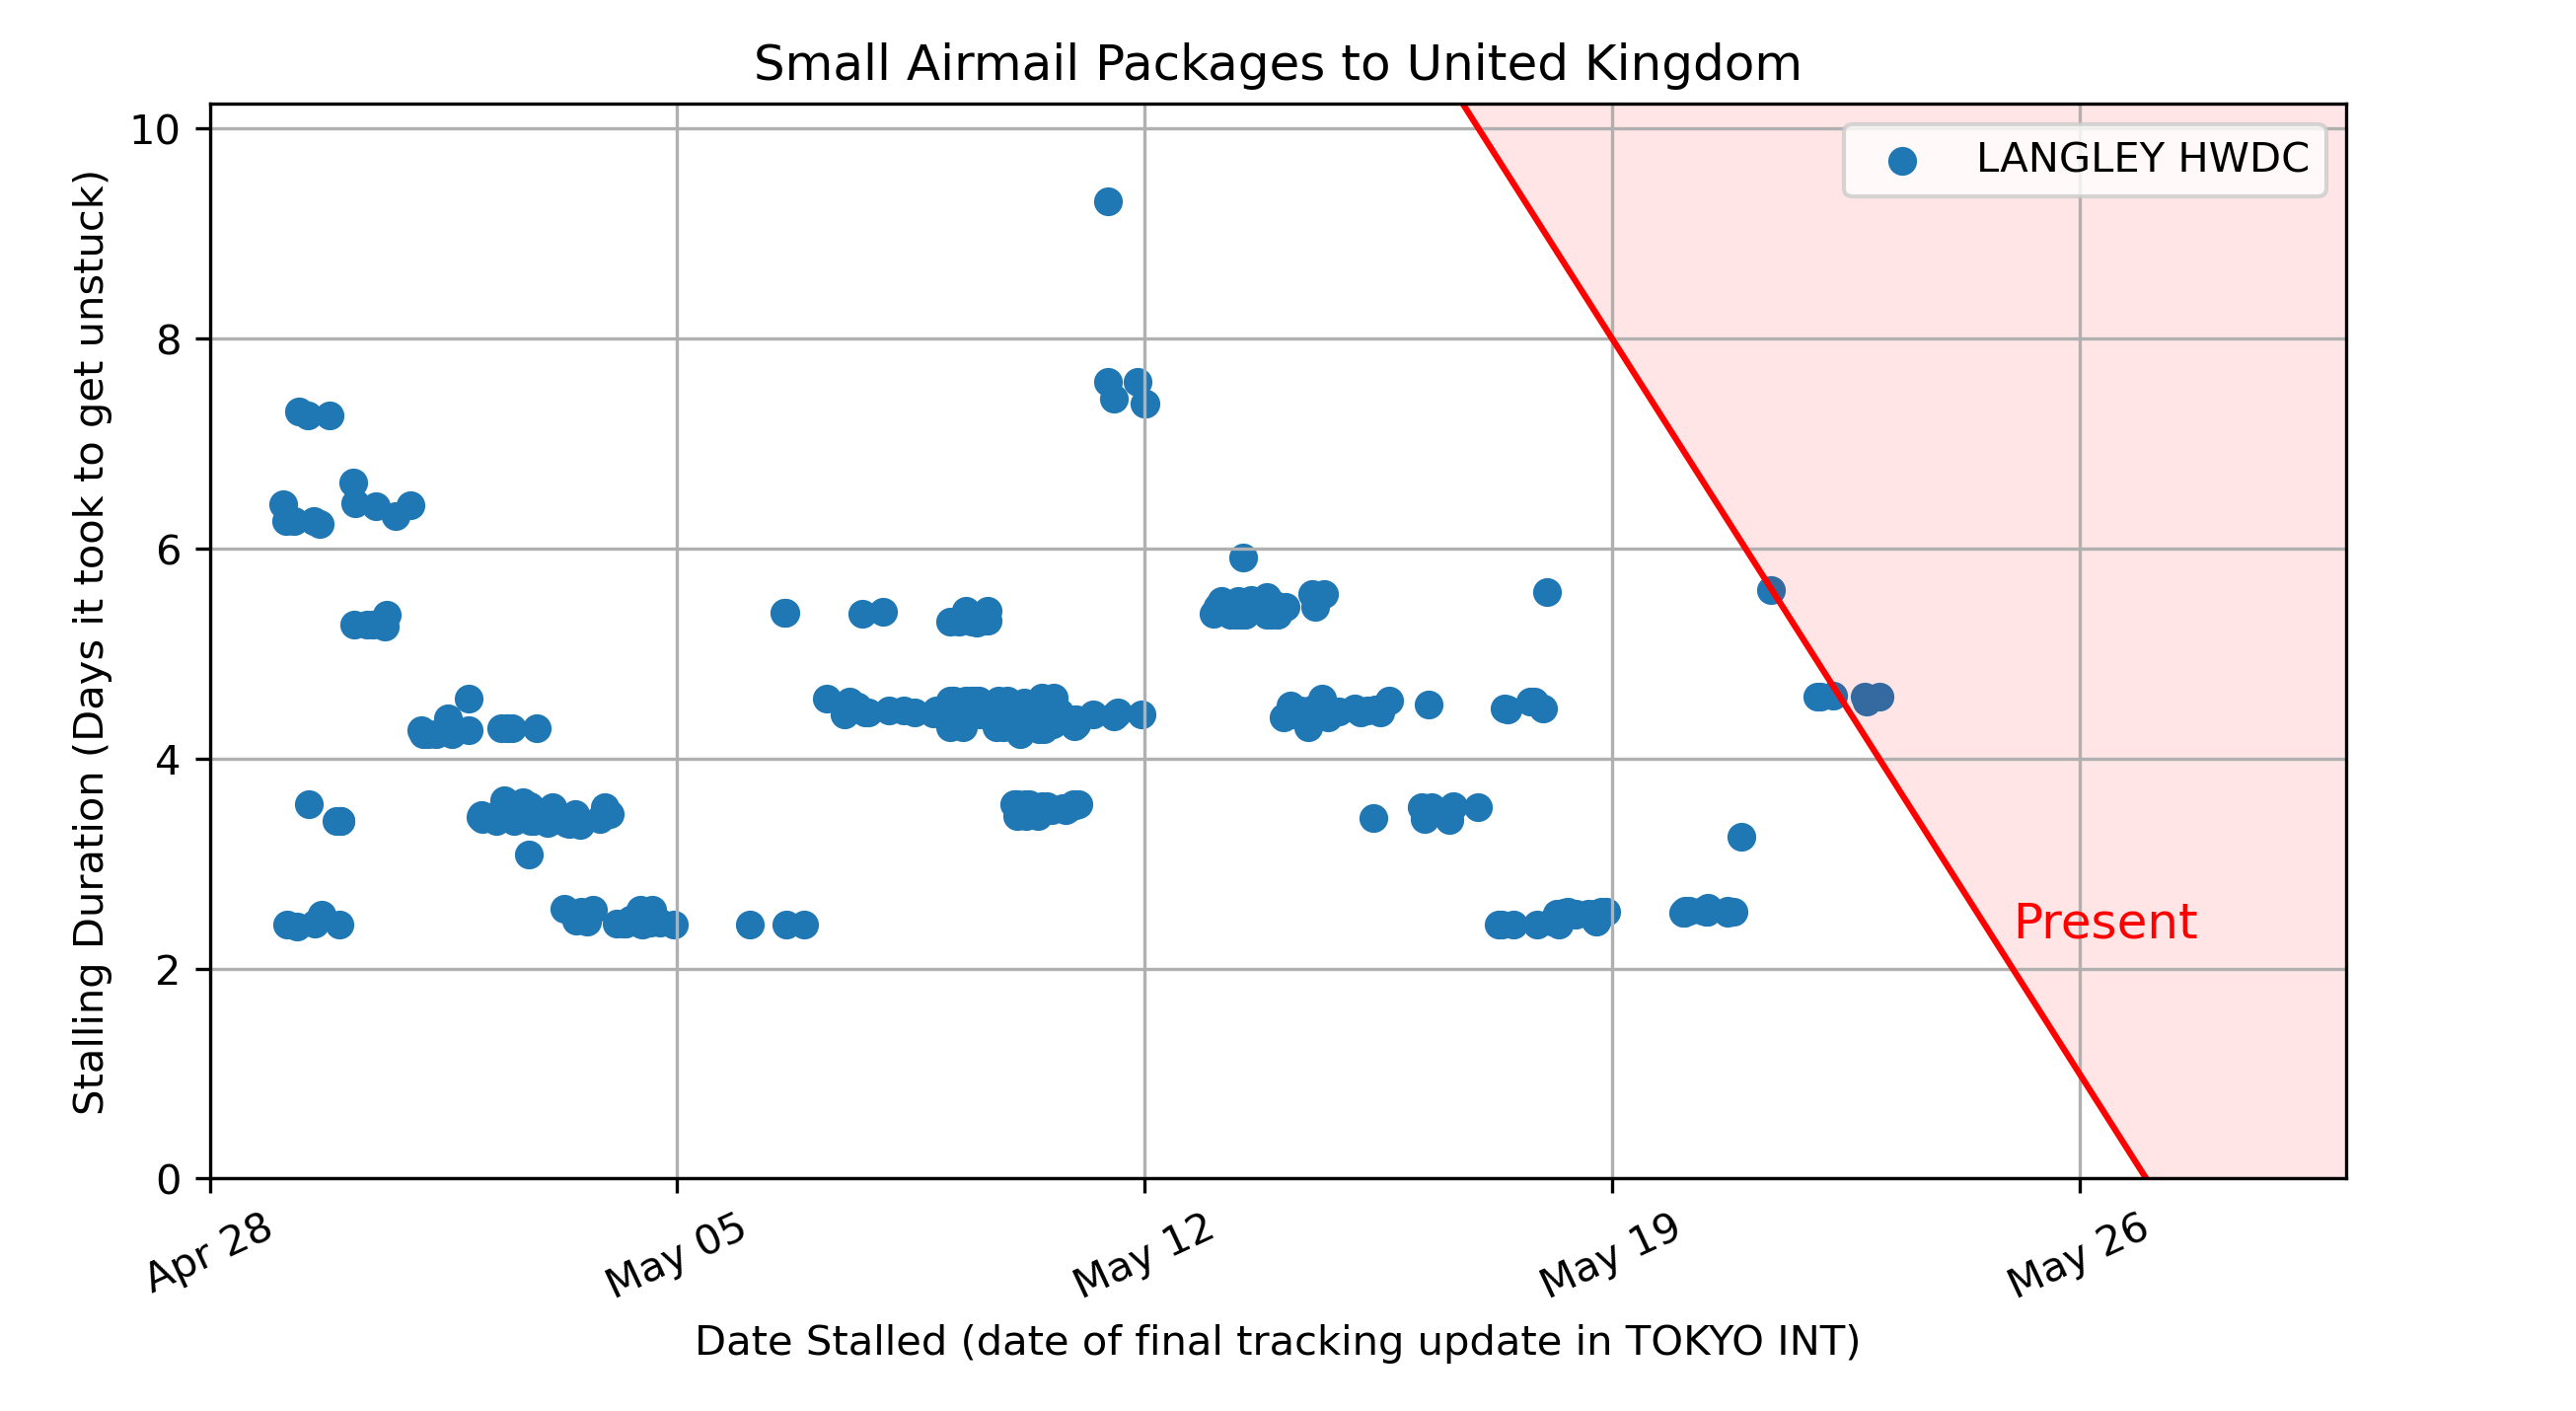 Small Airmail Packages to United Kingdom
LANGLEY HWDC
Present
Stalling Duration (Days it took to get unstuck)
10
8
6
4
2
0
Apr 28
May 05
May 12
May 19
May 26
Date Stalled (date of final tracking update in TOKYO INT)